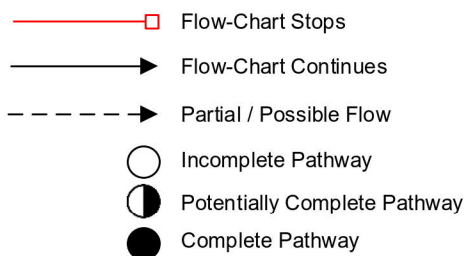 Flow-Chart Stops
Flow-Chart Continues
Partial / Possible Flow
Incomplete Pathway
Potentially Complete Pathway
Complete Pathway